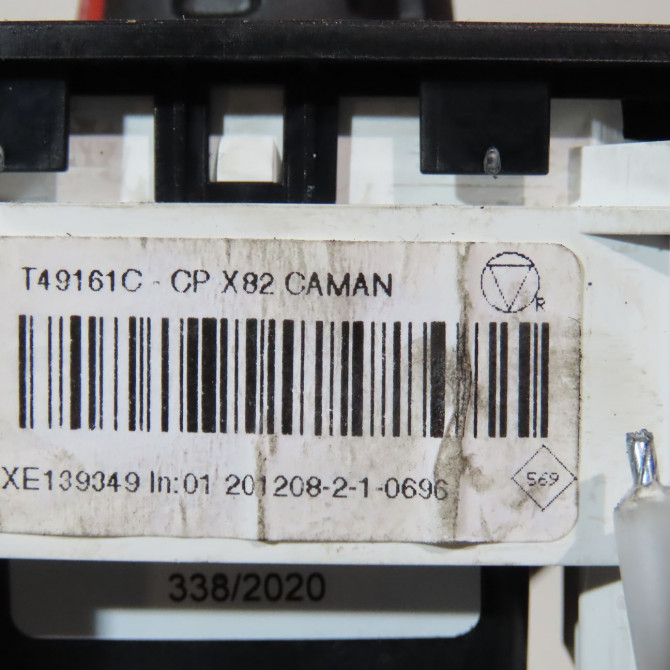 T49161C - CP X82 CAMAN
R
XE139349 In:01 201208-2-1-0696
569
338/2020